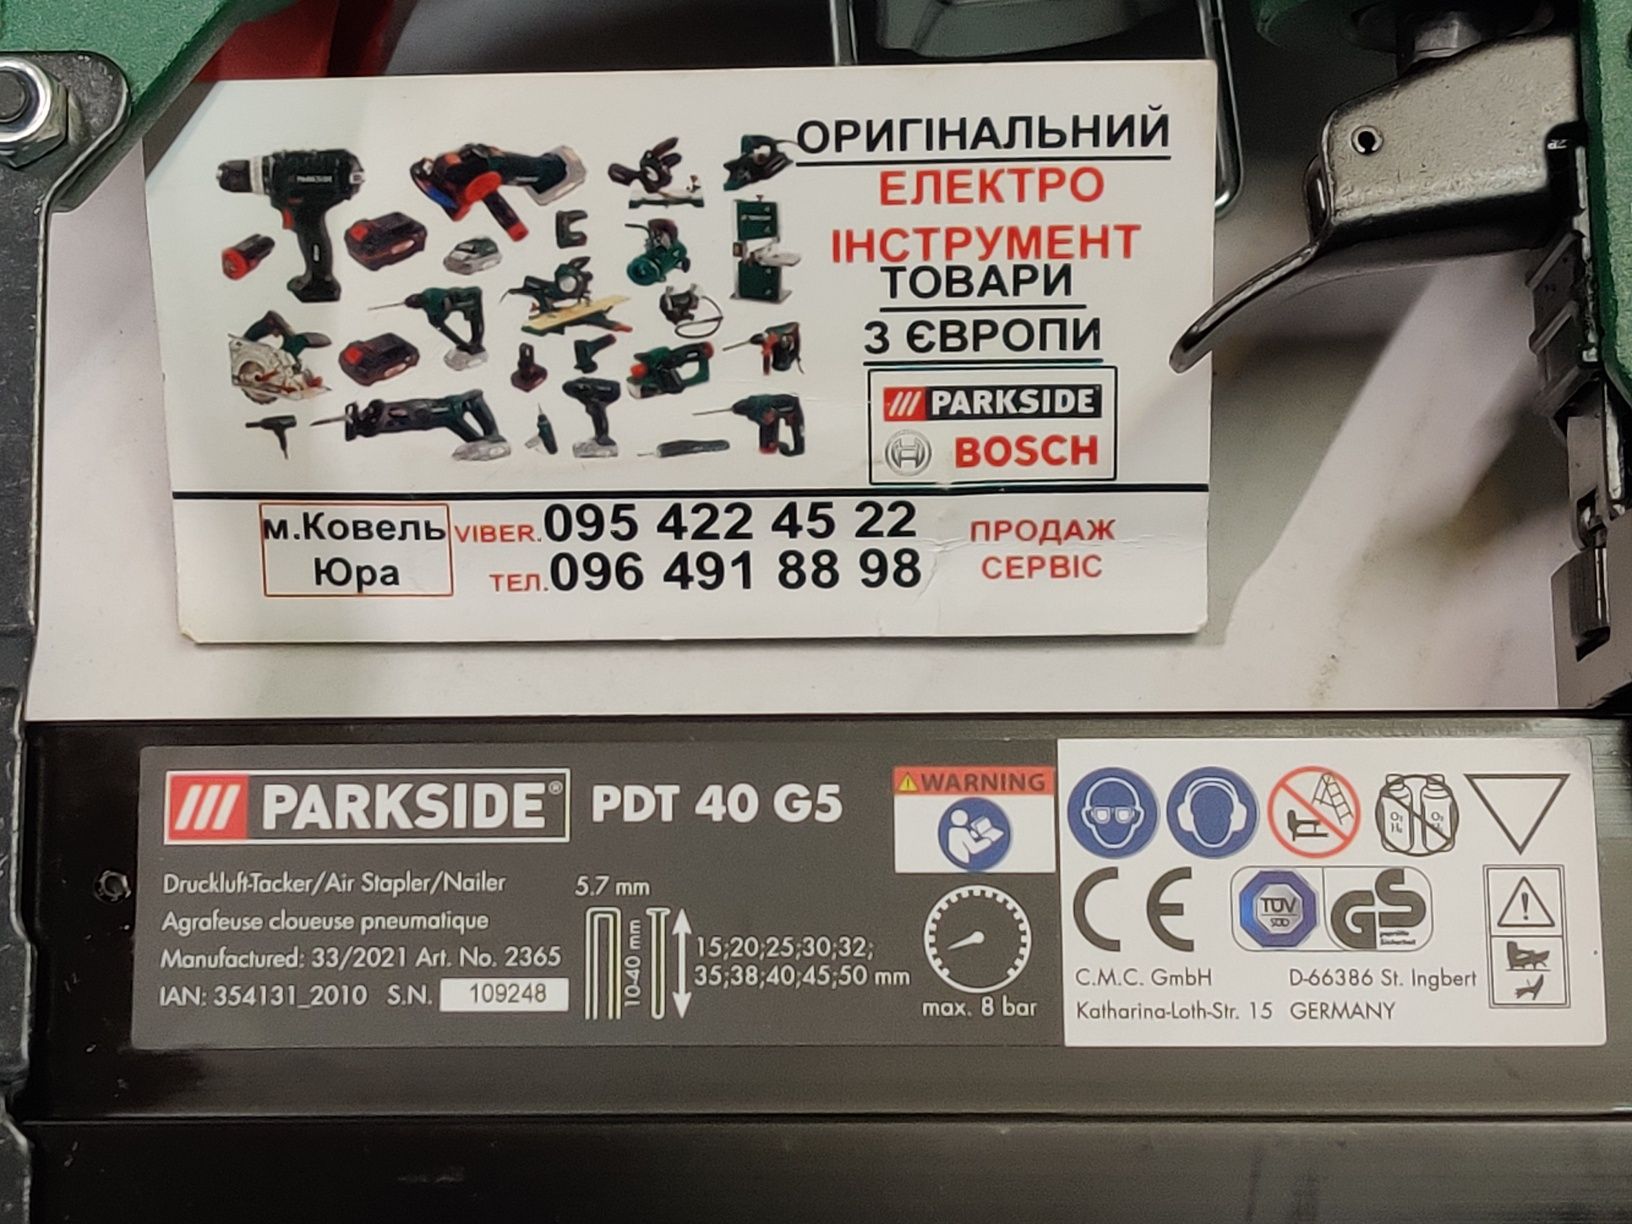 ОРИГІНАЛЬНИЙ
ЕЛЕКТРО
ІНСТРУМЕНТ
ТОВАРИ
З ЄВРОПИ
PARKSIDE
BOSCH
м.Ковель
Юра
VIBER. 095 422 45 22
ТЕЛ. 096 491 88 98
ПРОДАЖ
СЕРВІС
PARKSIDE® PDT 40 G5
Druckluft-Tacker/Air Stapler/Nailer
Agrafeuse cloueuse pneumatique
Manufactured: 33/2021 Art. No. 2365
IAN: 354131_2010 S.N. 109248
5.7 mm
10-40 mm
15;20;25;30;32;
35;38;40;45;50 mm
WARNING
max. 8 bar
CE
TÜV
SÜD
GS
geprüfte
Sicherheit
C.M.C. GmbH D-66386 St. Ingbert
Katharina-Loth-Str. 15 GERMANY